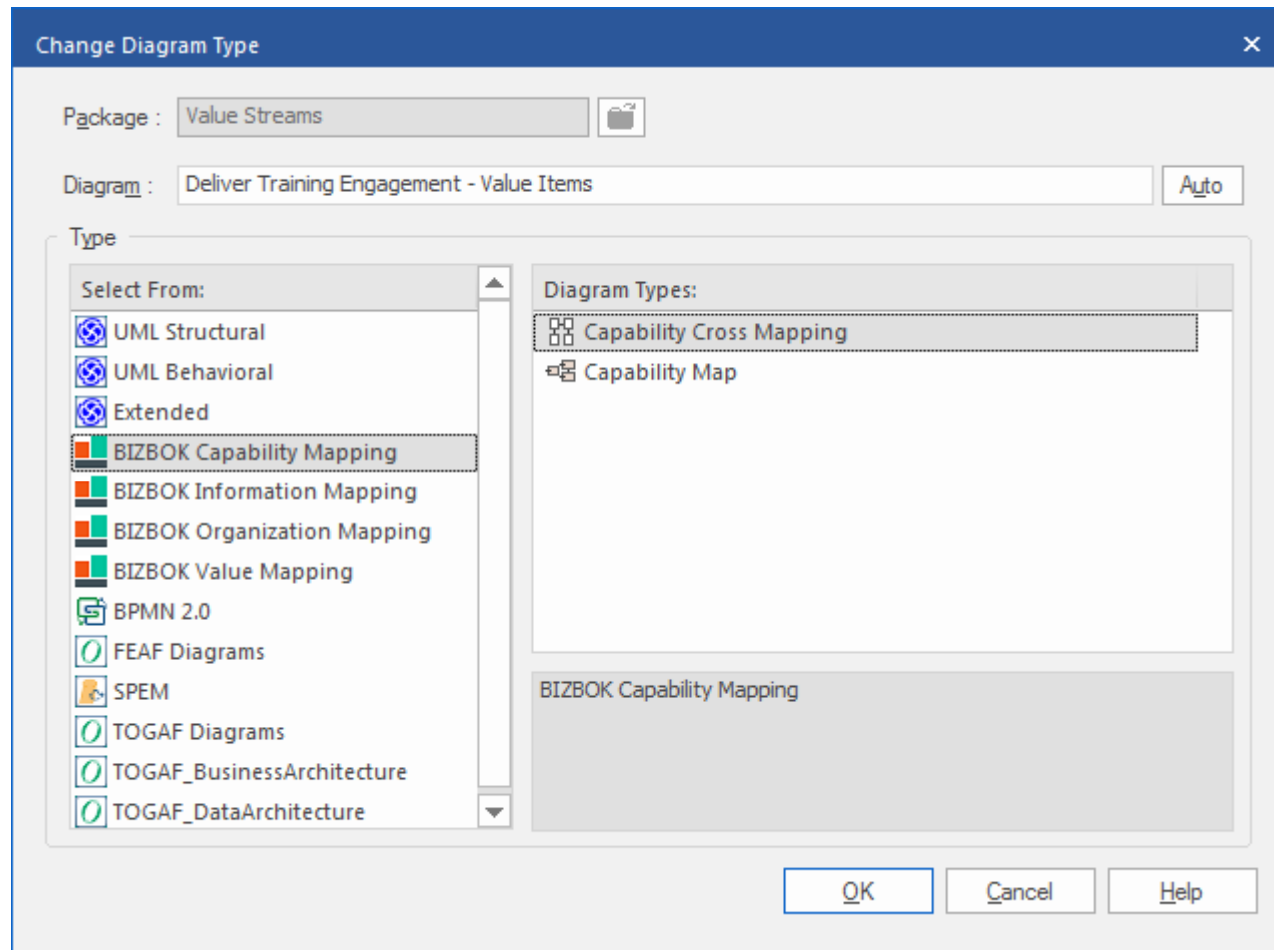 Change Diagram Type
Package :
Value Streams
Diagram :
Deliver Training Engagement - Value Items
Auto
Type
Select From:
UML Structural
UML Behavioral
Extended
BIZBOK Capability Mapping
BIZBOK Information Mapping
BIZBOK Organization Mapping
BIZBOK Value Mapping
BPMN 2.0
FEAF Diagrams
SPEM
TOGAF Diagrams
TOGAF_BusinessArchitecture
TOGAF_DataArchitecture
Diagram Types:
Capability Cross Mapping
Capability Map
BIZBOK Capability Mapping
OK
Cancel
Help